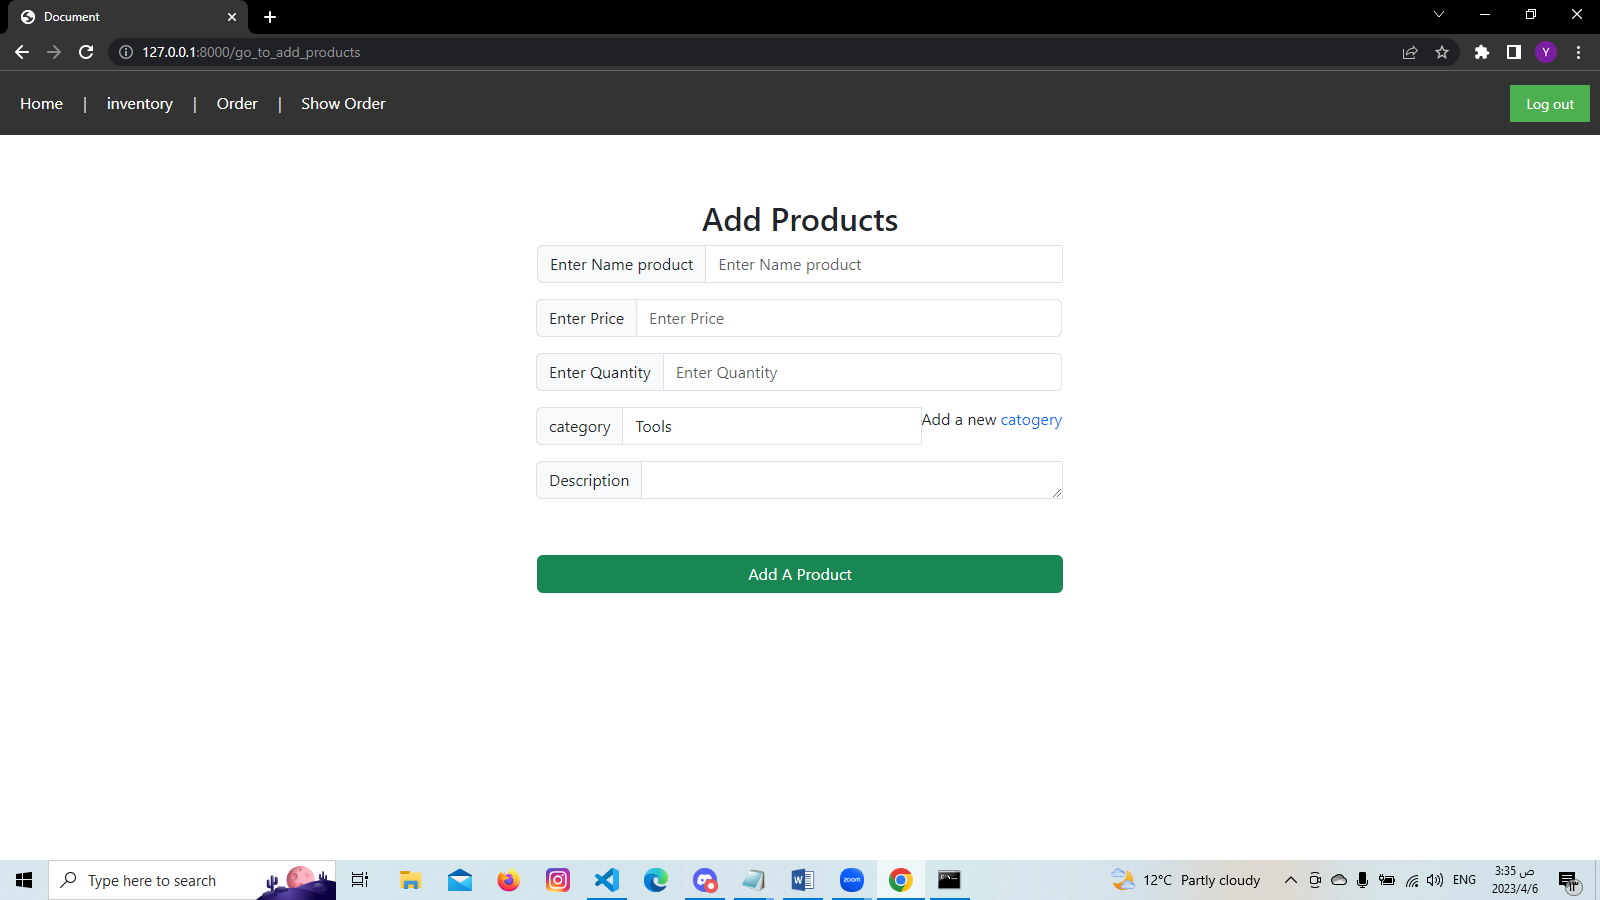 Document
127.0.0.1:8000/go_to_add_products
Y
Home | inventory | Order | Show Order
Log out
Add Products
Enter Name product Enter Name product
Enter Price Enter Price
Enter Quantity Enter Quantity
category Tools Add a new catogery
Description
Add A Product
Type here to search
zoom
12°C Partly cloudy
ENG
3:35 ص
2023/4/6